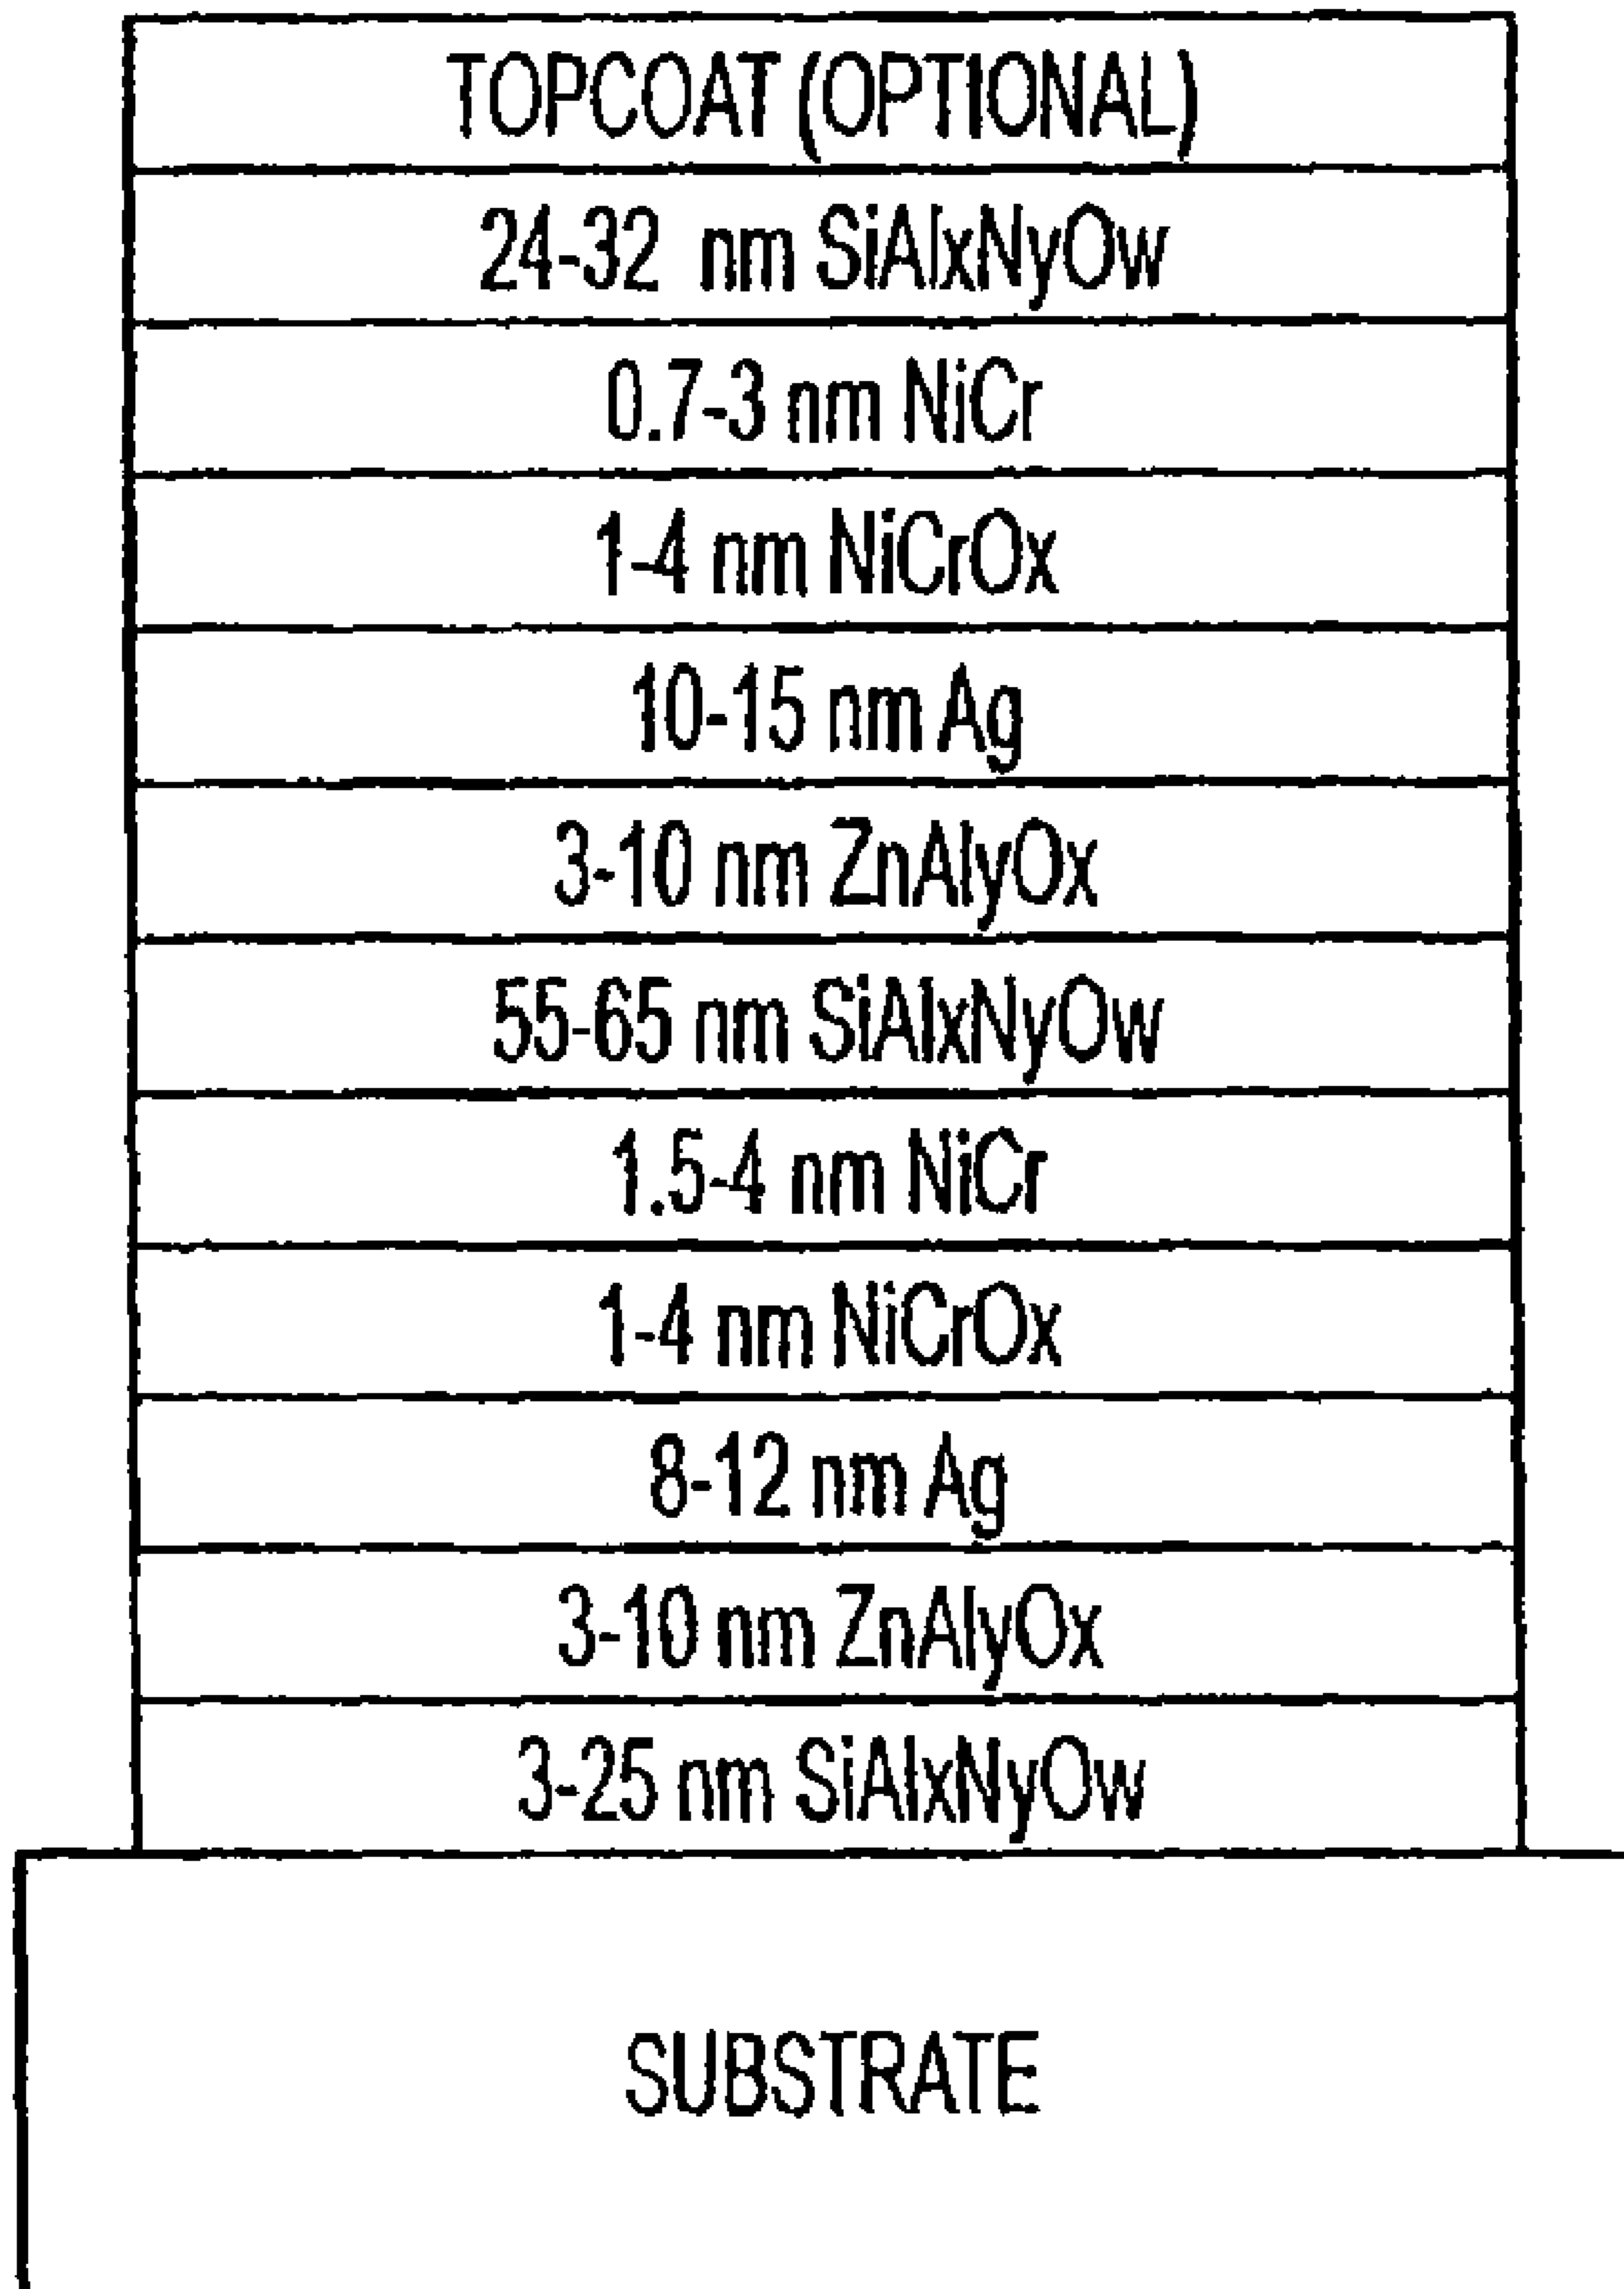 TOPCOAT (OPTIONAL)
24-32 nm SiAlxNyOw
0.7-3 nm NiCr
1-4 nm NiCrOx
10-15 nm Ag
3-10 nm ZnAlyOx
55-65 nm SiAlxNyOw
1.5-4 nm NiCr
1-4 nm NiCrOx
8-12 nm Ag
3-10 nm ZnAlyOx
3-25 nm SiAlxNyOw
SUBSTRATE